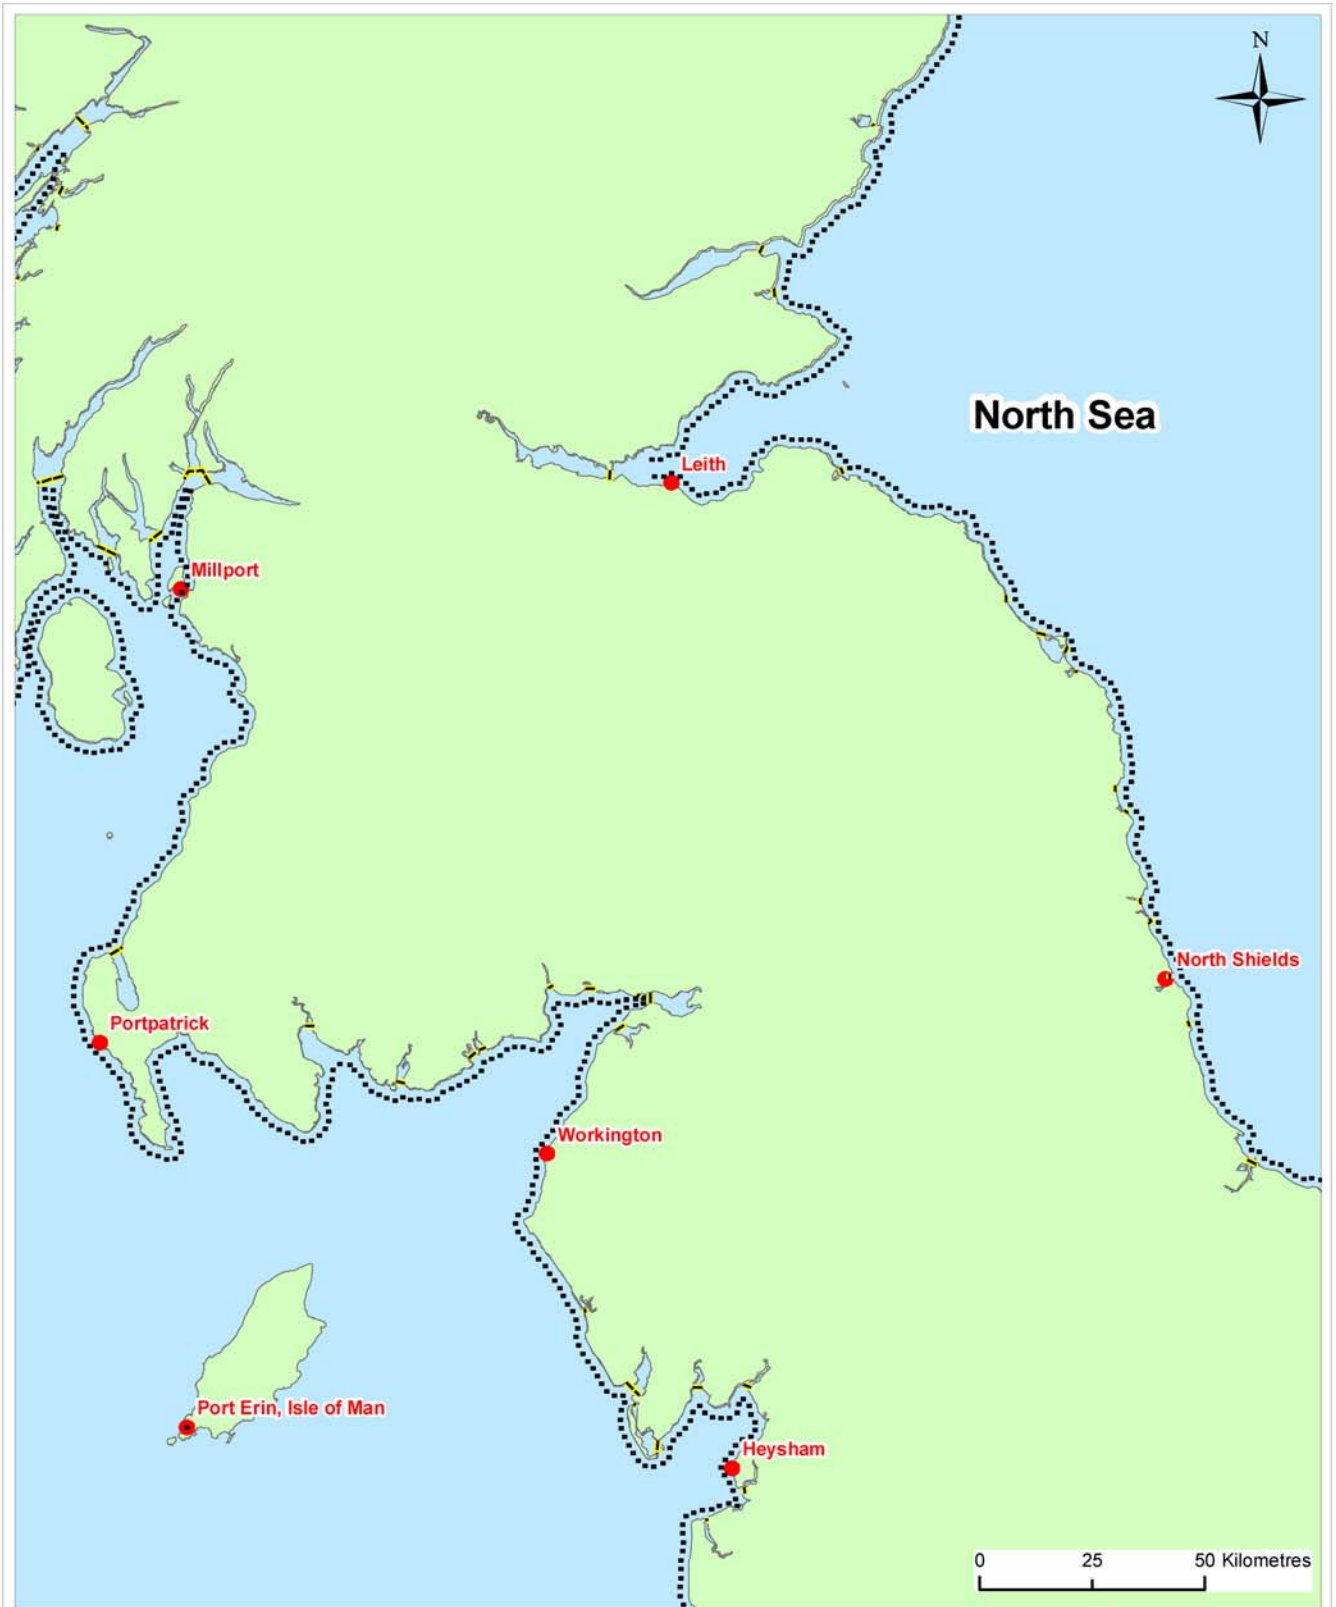 N
North Sea
Leith
Millport
North Shields
Portpatrick
Workington
Port Erin, Isle of Man
Heysham
0 25 50 Kilometres